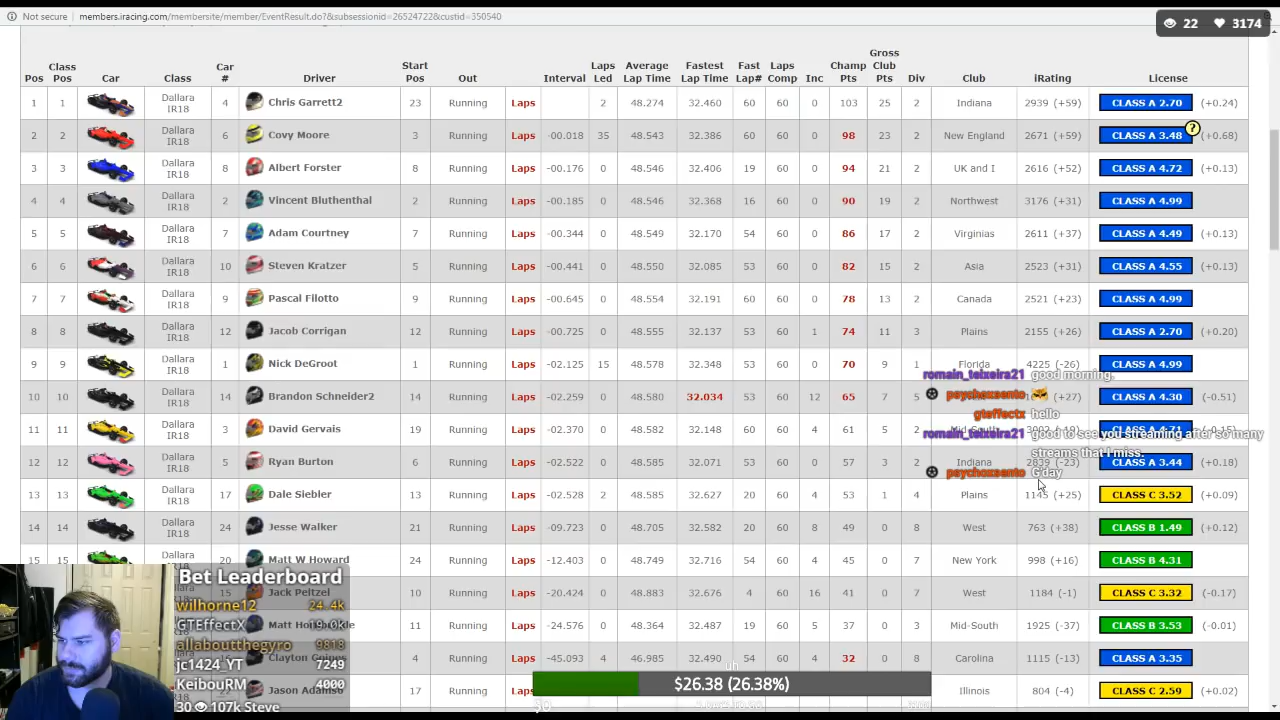 Not secure members.iracing.com/membersite/member/EventResult.do?&subsessionid=26524722&custid=350540
22 3174
Pos Class Pos Car Class Car # Driver Start Pos Out Interval Laps Led Average Lap Time Fastest Lap Time Fast Lap# Laps Comp Inc Champ Pts Gross Club Pts Div Club iRating License
1 1 Dallara IR18 4 Chris Garrett2 23 Running Laps 2 48.274 32.460 60 60 0 103 25 2 Indiana 2939 (+59) CLASS A 2.70 (+0.24)
2 2 Dallara IR18 6 Covy Moore 3 Running Laps -00.018 35 48.543 32.386 60 60 0 98 23 2 New England 2671 (+59) CLASS A 3.48 ? (+0.68)
3 3 Dallara IR18 8 Albert Forster 8 Running Laps -00.176 0 48.546 32.406 19 60 0 94 21 2 UK and I 2616 (+52) CLASS A 4.72 (+0.13)
4 4 Dallara IR18 2 Vincent Bluthenthal 2 Running Laps -00.185 0 48.546 32.368 16 60 0 90 19 2 Northwest 3176 (+31) CLASS A 4.99
5 5 Dallara IR18 7 Adam Courtney 7 Running Laps -00.344 0 48.549 32.170 54 60 0 86 17 2 Virginias 2611 (+37) CLASS A 4.49 (+0.13)
6 6 Dallara IR18 10 Steven Kratzer 5 Running Laps -00.441 0 48.550 32.085 53 60 0 82 15 2 Asia 2523 (+31) CLASS A 4.55 (+0.13)
7 7 Dallara IR18 9 Pascal Filotto 9 Running Laps -00.645 0 48.554 32.191 60 60 0 78 13 2 Canada 2521 (+23) CLASS A 4.99
8 8 Dallara IR18 12 Jacob Corrigan 12 Running Laps -00.725 0 48.555 32.137 53 60 1 74 11 3 Plains 2155 (+26) CLASS A 2.70 (+0.20)
9 9 Dallara IR18 1 Nick DeGroot 1 Running Laps -02.125 15 48.578 32.348 53 60 0 70 9 1 Florida 4225 (-26) CLASS A 4.99
romain_teixeira21 good morning.
10 10 Dallara IR18 Brandon Schneider2 14 Running Laps -02.259 0 48.580 32.034 53 60 12 65 7 5 CLASS A 4.30 (-0.51)
psychoxsento
gteffectx hello
11 11 Dallara IR18 3 David Gervais 19 Running Laps -02.370 0 48.582 32.148 60 60 4 61 5 2 Mid-South CLASS A 4.71
romain_teixeira21 good to see you streaming after so many
streams that I miss.
12 12 Dallara IR18 5 Ryan Burton 6 Running Laps -02.522 0 48.585 32.071 53 60 3 57 3 2 Indiana 2839 (-23) CLASS A 3.44 (+0.18)
psychoxsento Gday
13 13 Dallara IR18 17 Dale Siebler 13 Running Laps -02.528 2 48.585 32.627 20 60 4 53 1 4 Plains 1145 (+25) CLASS C 3.52 (+0.09)
14 14 Dallara IR18 24 Jesse Walker 21 Running Laps -09.723 0 48.705 32.582 20 60 8 49 0 8 West 763 (+38) CLASS B 1.49 (+0.12)
15 15 Dallara IR18 20 Matt W Howard 24 Running Laps -12.403 0 48.749 32.716 54 60 4 45 0 7 New York 998 (+16) CLASS B 4.31
Jack Peltzel 10 Running Laps -20.424 0 48.883 32.676 4 60 16 41 0 7 West 1184 (-1) CLASS C 3.32 (-0.17)
11 Running Laps -24.576 0 48.364 32.487 19 60 5 37 0 3 Mid-South 1925 (-37) CLASS B 3.53 (-0.01)
4 Running Laps -45.093 4 46.985 32.490 54 60 4 32 0 8 Carolina 1115 (-13) CLASS A 3.35
17 Running Laps 0 7 Illinois 804 (-4) CLASS C 2.59 (+0.02)
Bet Leaderboard
wilhorne12 24.4k
GTEffectX 19.0k
allaboutthegyro 9818
jc1424_YT 7249
KeibouRM 4000
30 107k Steve
uh
$26.38 (26.38%)